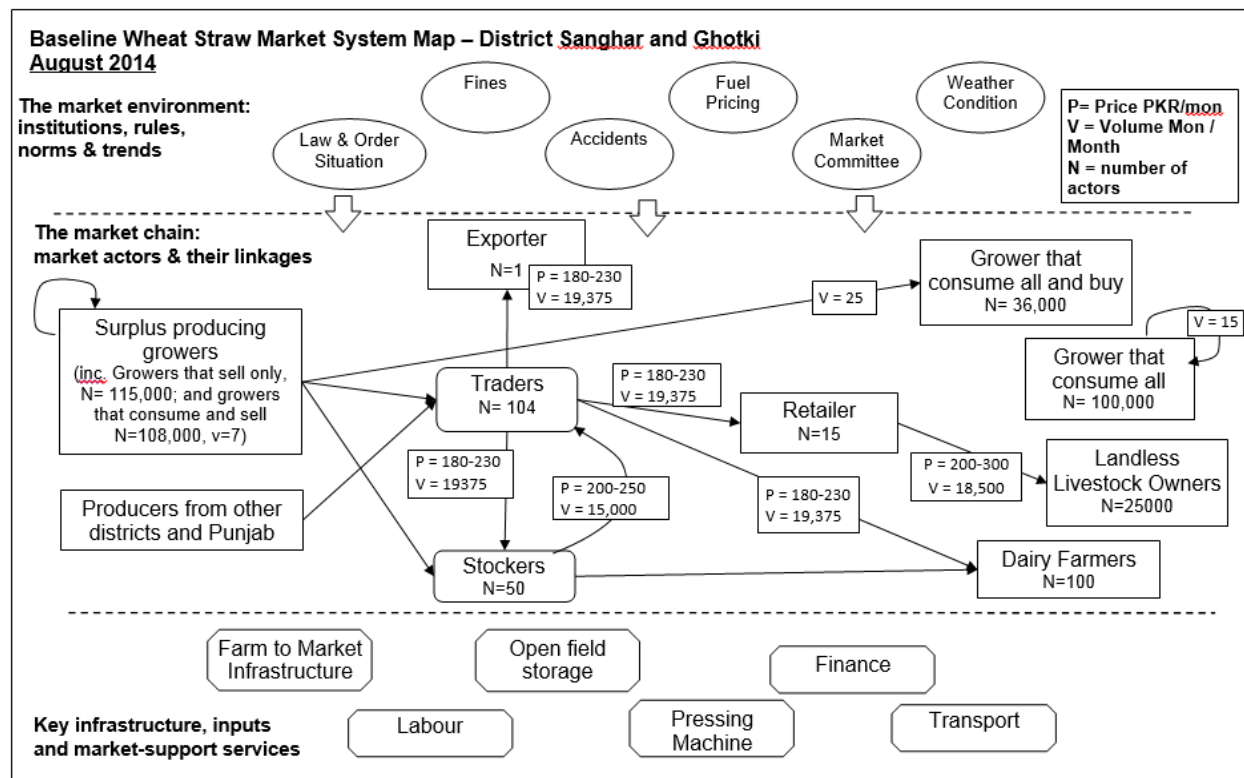 Baseline Wheat Straw Market System Map – District Sanghar and Ghotki
August 2014
The market environment:
institutions, rules,
norms & trends
Fines
Fuel
Pricing
Weather
Condition
Law & Order
Situation
Accidents
Market
Committee
P= Price PKR/mon
V = Volume Mon /
Month
N = number of
actors
The market chain:
market actors & their linkages
Exporter
N=1
P = 180-230
V = 19,375
Grower that
consume all and buy
N= 36,000
V = 25
V = 15
Surplus producing
growers
(inc. Growers that sell only,
N= 115,000; and growers
that consume and sell
N=108,000, v=7)
Grower that
consume all
N= 100,000
Traders
N= 104
P = 180-230
V = 19,375
Retailer
N=15
P = 180-230
V = 19375
P = 200-250
V = 15,000
P = 180-230
V = 19,375
P = 200-300
V = 18,500
Landless
Livestock Owners
N=25000
Producers from other
districts and Punjab
Stockers
N=50
Dairy Farmers
N=100
Farm to Market
Infrastructure
Open field
storage
Finance
Key infrastructure, inputs
and market-support services
Labour
Pressing
Machine
Transport